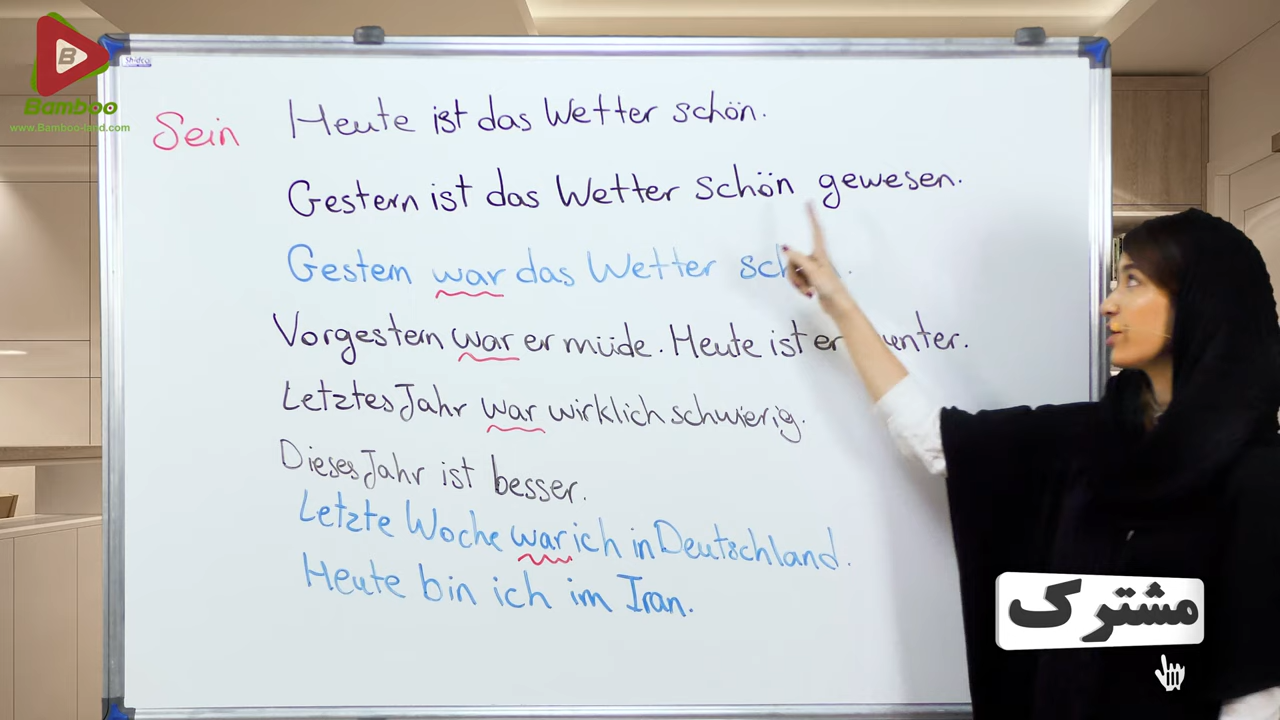 Bamboo
www.Bamboo-land.com
Shidco
Sein
Heute ist das Wetter schön.
Gestern ist das Wetter schön gewesen.
Gestern war das Wetter
Vorgestern war er müde. Heute ist er
Letztes Jahr war wirklich schwierig.
Dieses Jahr ist besser.
Letzte Woche war ich in Deutschland.
Heute bin ich im Iran.
مشترک